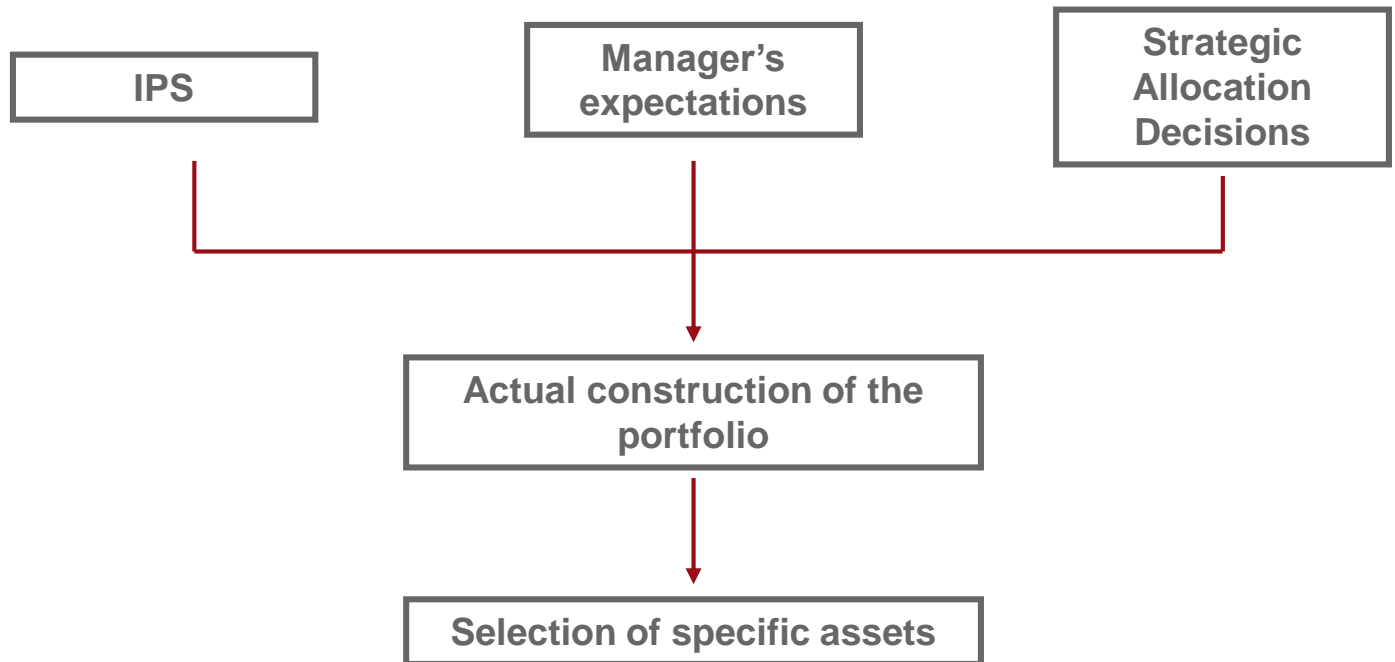 IPS
Manager’s
expectations
Strategic
Allocation
Decisions
Actual construction of the
portfolio
Selection of specific assets